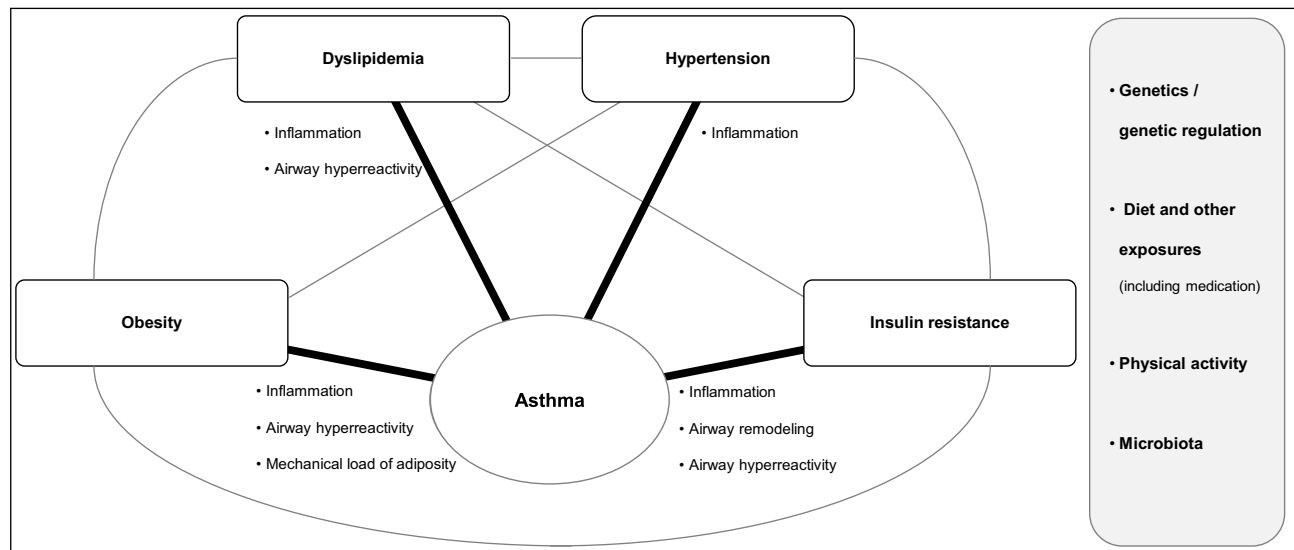 Dyslipidemia
Hypertension
• Inflammation
• Airway hyperreactivity
• Inflammation
Obesity
Insulin resistance
Asthma
• Inflammation
• Airway hyperreactivity
• Mechanical load of adiposity
• Inflammation
• Airway remodeling
• Airway hyperreactivity
• Genetics /
genetic regulation
• Diet and other
exposures
(including medication)
• Physical activity
• Microbiota